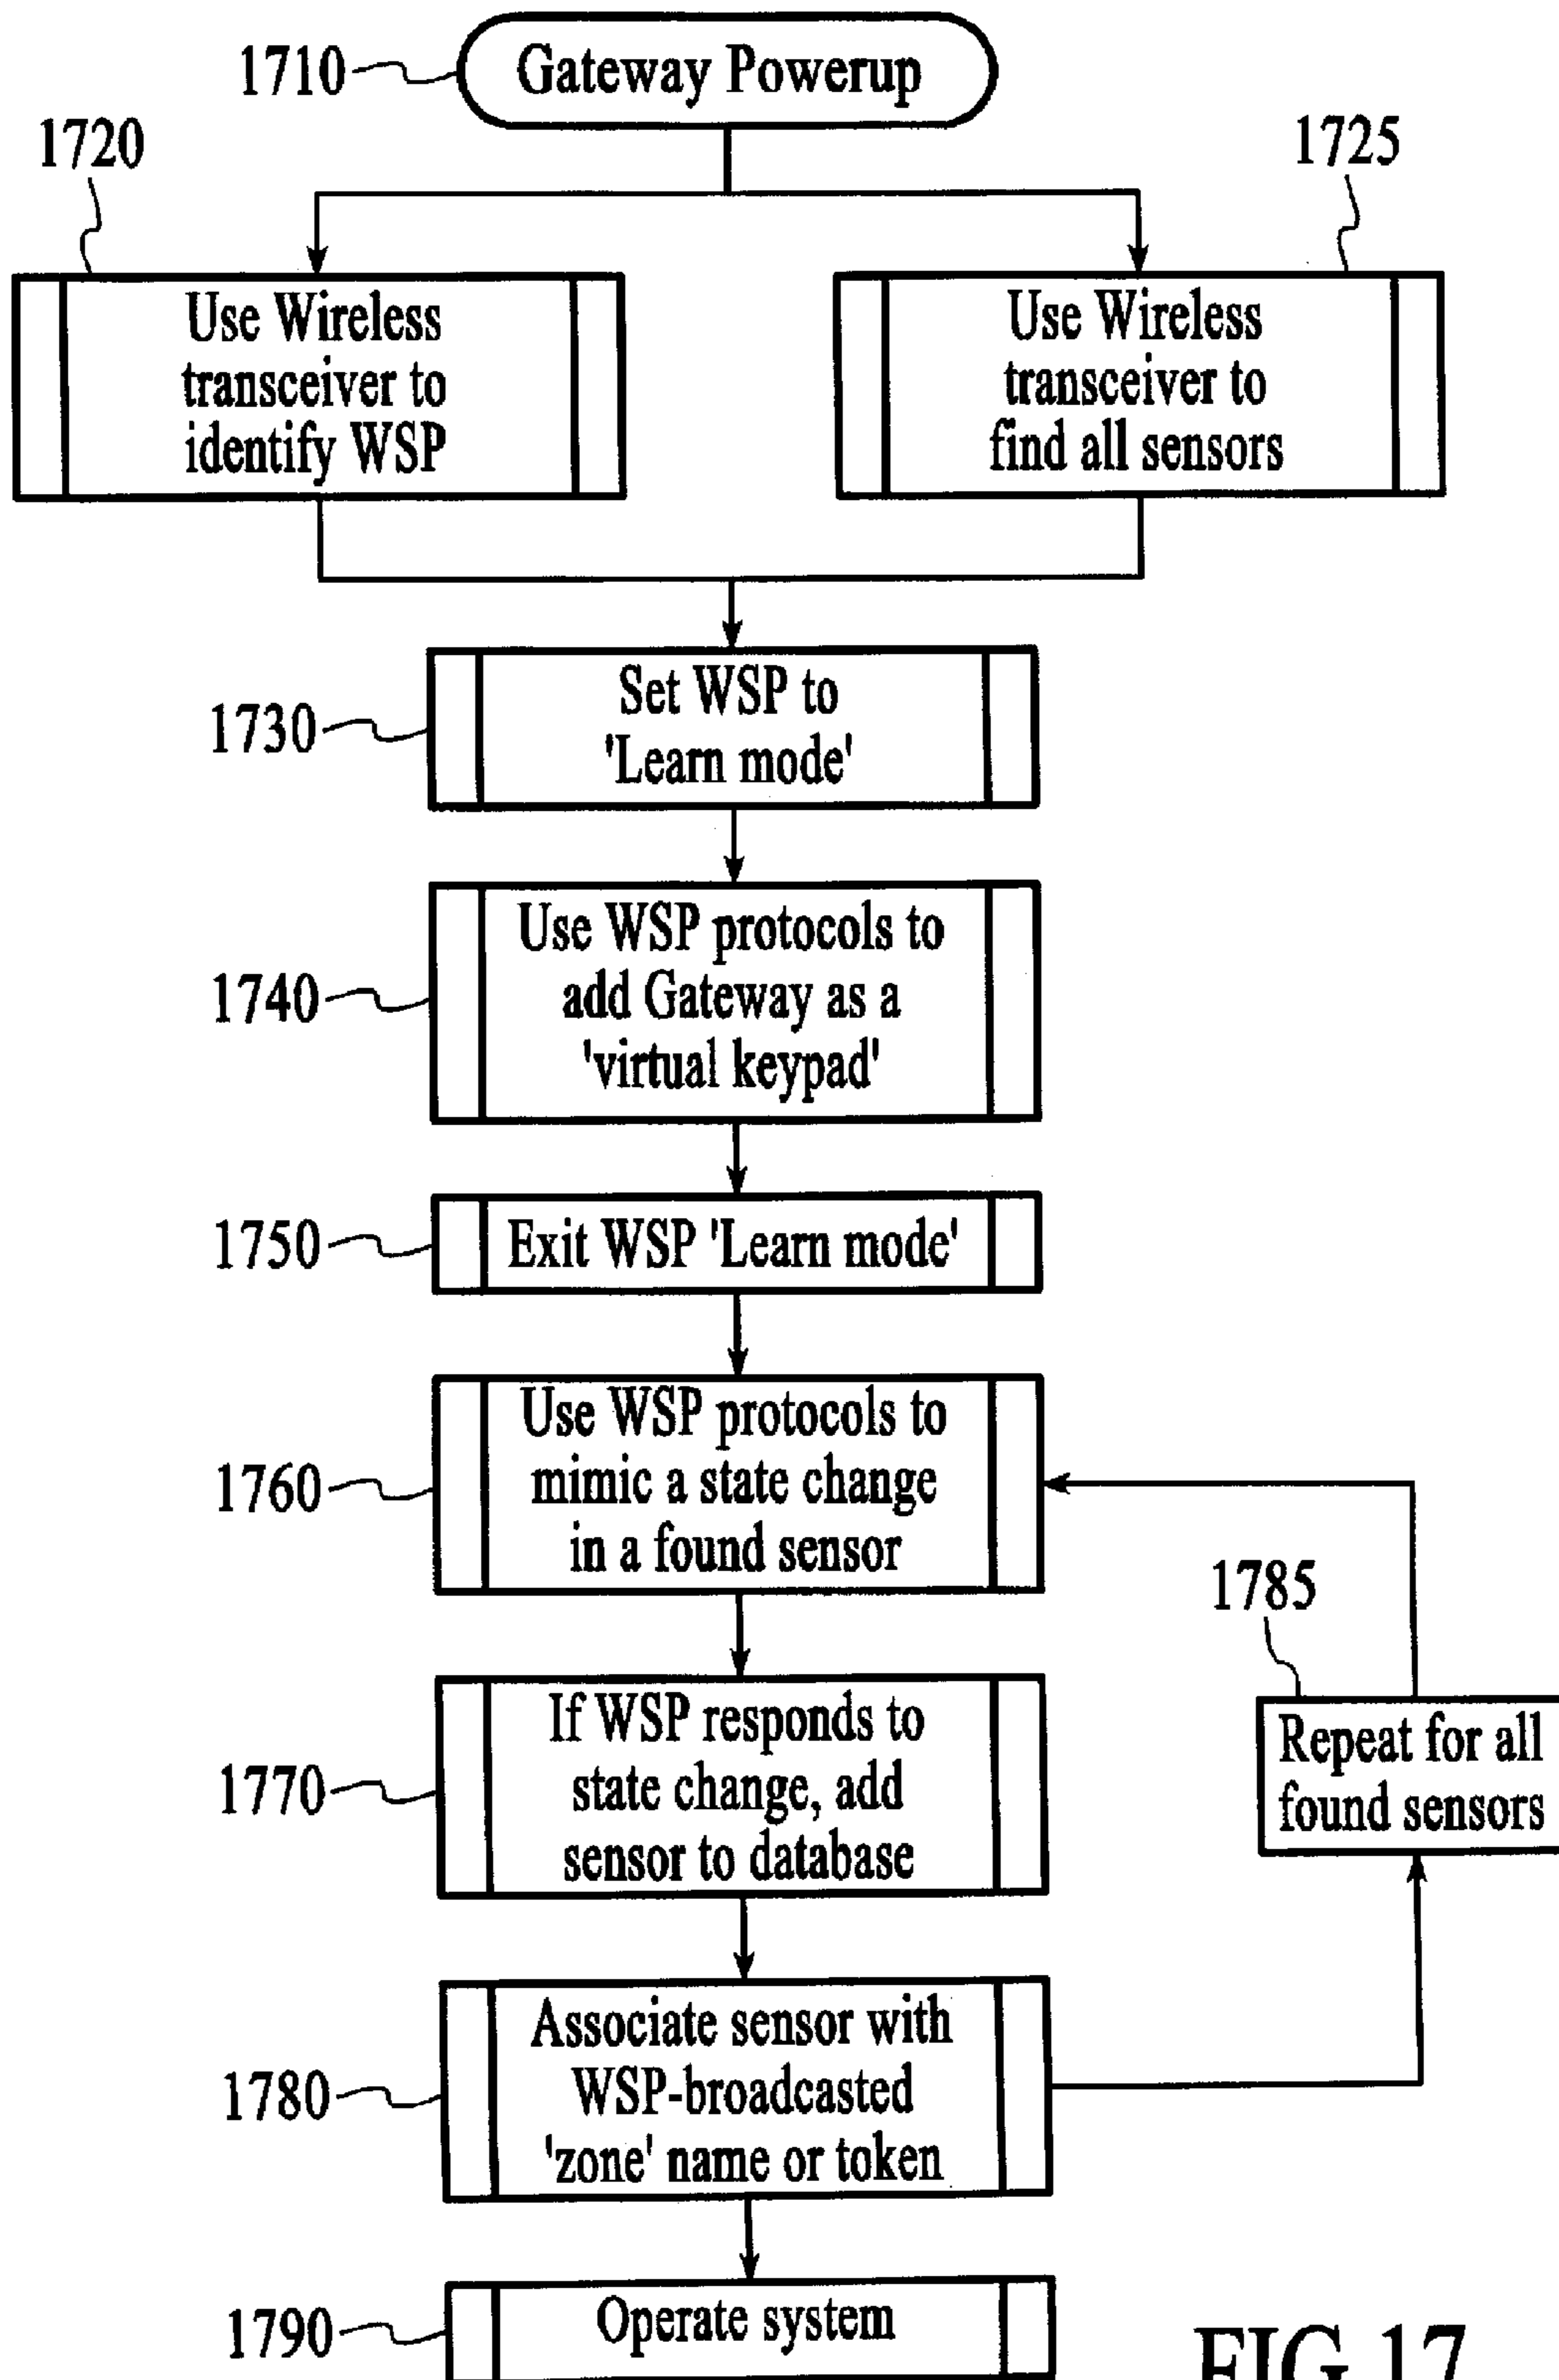 1710
Gateway Powerup
1720
1725
Use Wireless
transceiver to
identify WSP
Use Wireless
transceiver to
find all sensors
1730
Set WSP to
'Learn mode'
1740
Use WSP protocols to
add Gateway as a
'virtual keypad'
1750
Exit WSP 'Learn mode'
1760
Use WSP protocols to
mimic a state change
in a found sensor
1770
If WSP responds to
state change, add
sensor to database
1785
Repeat for all
found sensors
1780
Associate sensor with
WSP-broadcasted
'zone' name or token
1790
Operate system
FIG.17